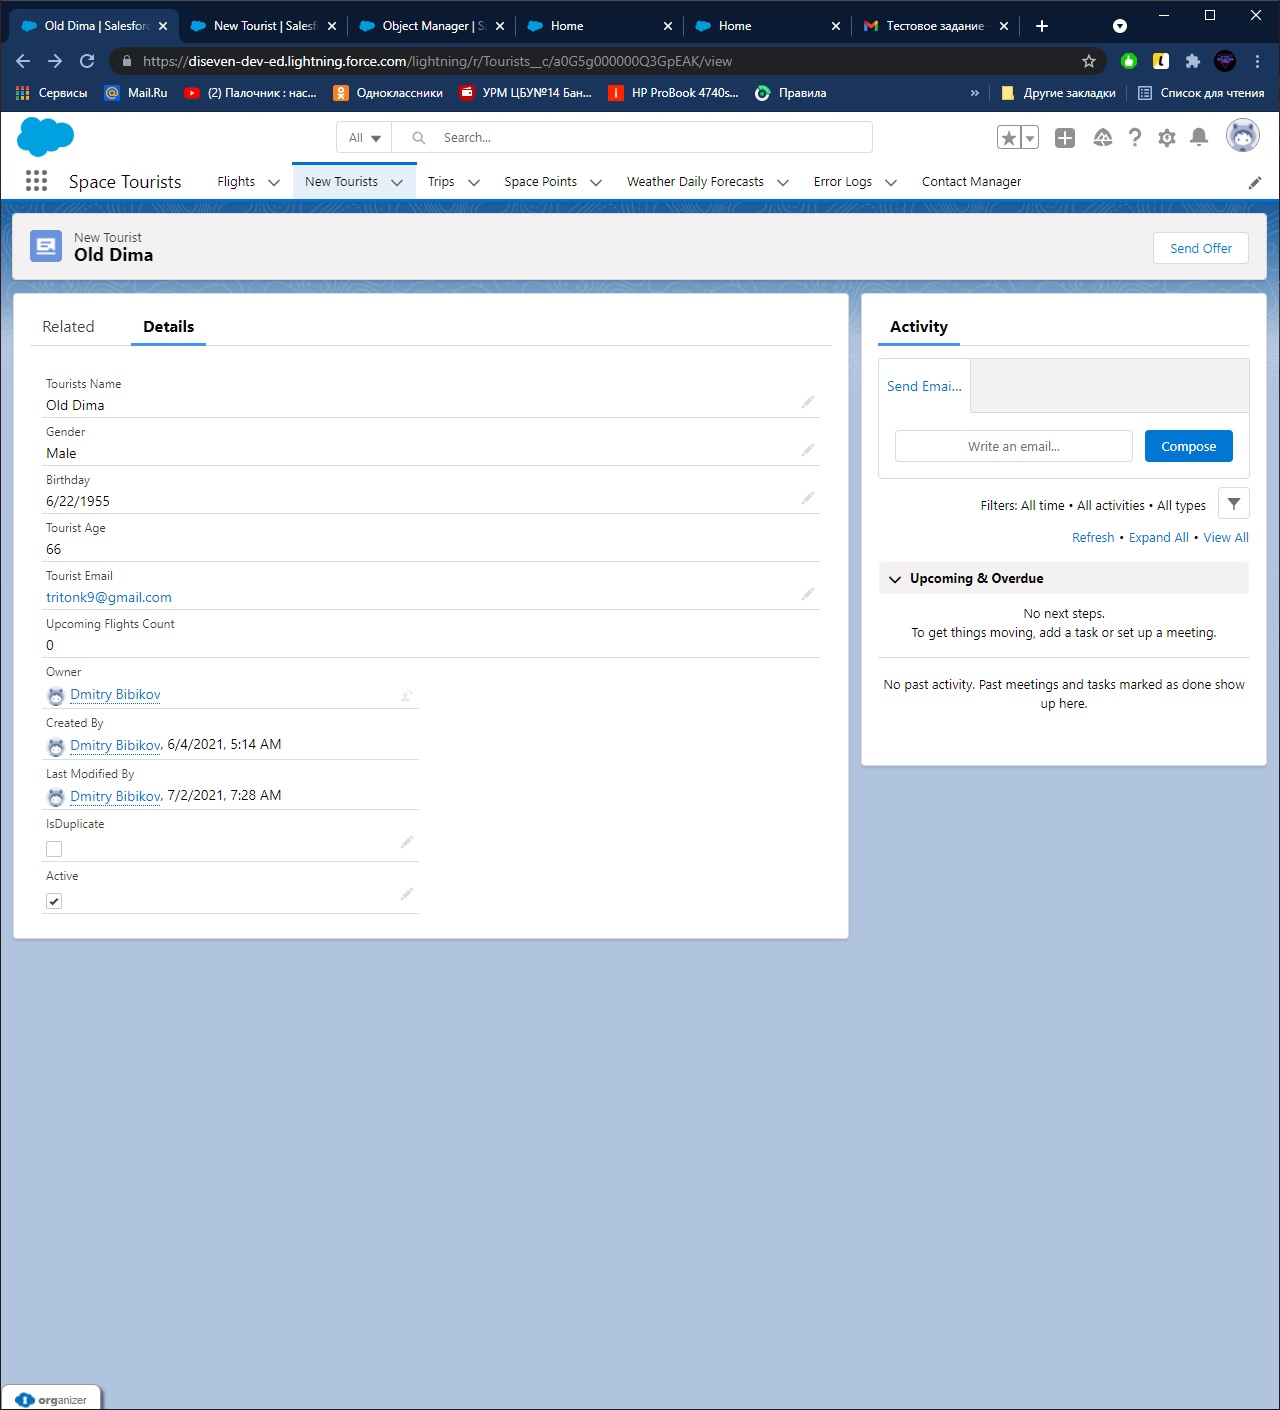 Old Dima | Salesforc
New Tourist | Salesf
Object Manager | S
Home
Home
Тестовое задание -
https://diseven-dev-ed.lightning.force.com/lightning/r/Tourists__c/a0G5g000000Q3GpEAK/view
Сервисы
Mail.Ru
(2) Палочник : нас...
Одноклассники
УРМ ЦБУ№14 Бан...
HP ProBook 4740s...
Правила
»
Другие закладки
Список для чтения
All
Search...
Space Tourists
Flights
New Tourists
Trips
Space Points
Weather Daily Forecasts
Error Logs
Contact Manager
New Tourist
Old Dima
Send Offer
Related
Details
Tourists Name
Old Dima
Gender
Male
Birthday
6/22/1955
Tourist Age
66
Tourist Email
tritonk9@gmail.com
Upcoming Flights Count
0
Owner
Dmitry Bibikov
Created By
Dmitry Bibikov, 6/4/2021, 5:14 AM
Last Modified By
Dmitry Bibikov, 7/2/2021, 7:28 AM
IsDuplicate
Active
Activity
Send Emai...
Write an email...
Compose
Filters: All time • All activities • All types
Refresh • Expand All • View All
Upcoming & Overdue
No next steps.
To get things moving, add a task or set up a meeting.
No past activity. Past meetings and tasks marked as done show
up here.
organizer